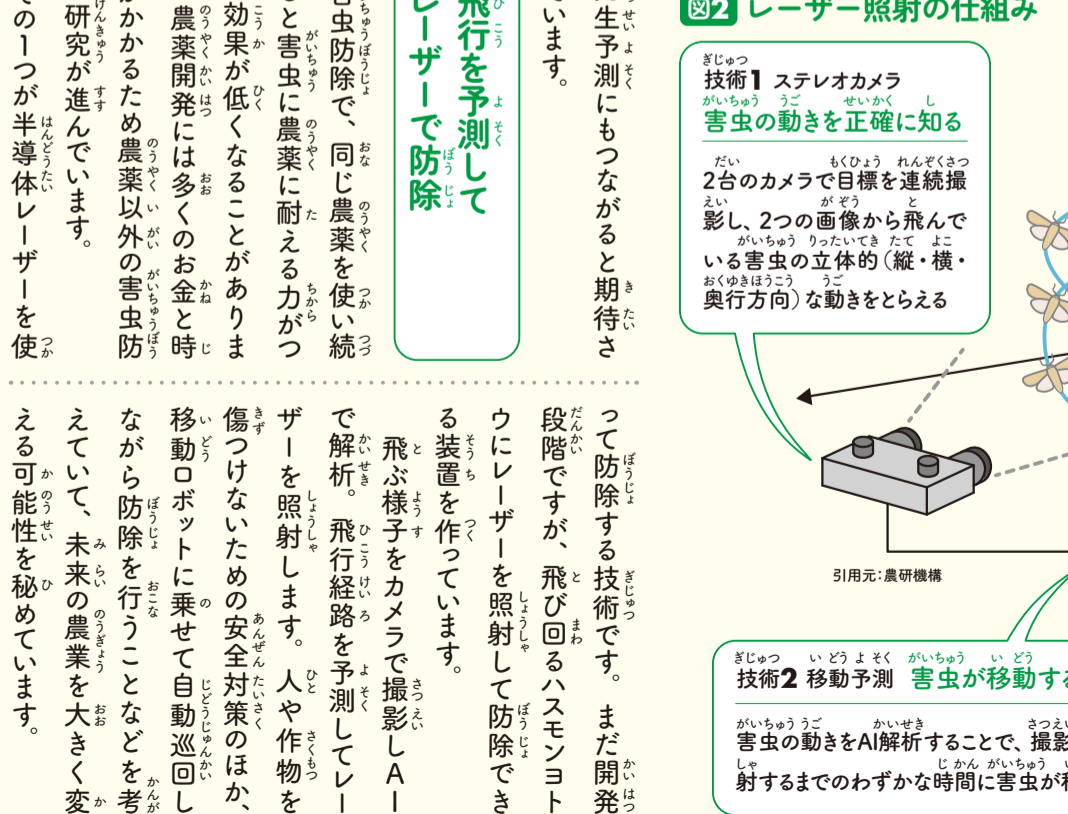 図2 レーザー照射の仕組み
技術1 ステレオカメラ
害虫の動きを正確に知る
2台のカメラで目標を連続撮
影し、2つの画像から飛んで
いる害虫の立体的（縦・横・
奥行方向）な動きをとらえる
引用元：農研機構
技術2 移動予測 害虫が移動する
害虫の動きをAI解析することで、撮影
射するまでのわずかな時間に害虫が移
生予測にもつながると期待さ
ています。
飛行を予測して
レーザーで防除
害虫防除で、同じ農薬を使い続
と害虫に農薬に耐える力がつ
効果が低くなることがありま
農薬開発には多くのお金と時
かかるため農薬以外の害虫防
研究が進んでいます。
その1つが半導体レーザーを使
って防除する技術です。まだ開発
段階ですが、飛び回るハスモンヨト
ウにレーザーを照射して防除でき
る装置を作っています。
飛ぶ様子をカメラで撮影しAI
で解析。飛行経路を予測してレー
ザーを照射します。人や作物を
傷つけないための安全対策のほか、
移動ロボットに乗せて自動巡回し
ながら防除を行うことなどを考
えていて、未来の農業を大きく変
える可能性を秘めています。